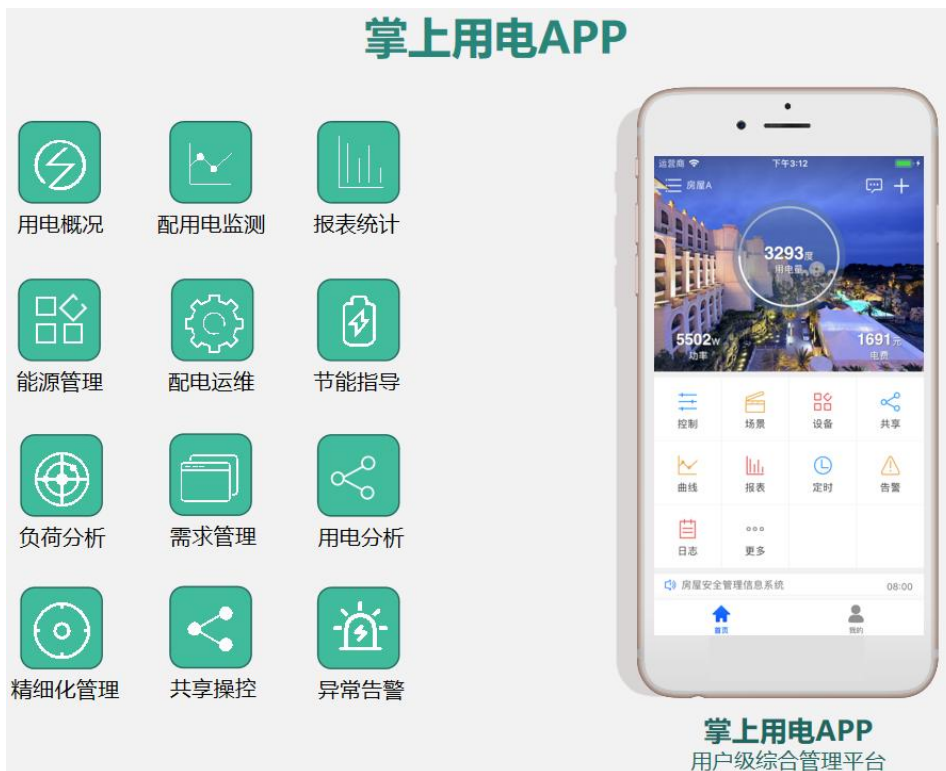 掌上用电APP
用电概况
配用电监测
报表统计
能源管理
配电运维
节能指导
负荷分析
需求管理
用电分析
精细化管理
共享操控
异常告警
运营商
下午3:12
房屋A
3293度
用电量
5502w
功率
1691元
电费
控制
场景
设备
共享
曲线
报表
定时
告警
日志
更多
房屋安全管理信息系统
08:00
首页
我的
掌上用电APP
用户级综合管理平台